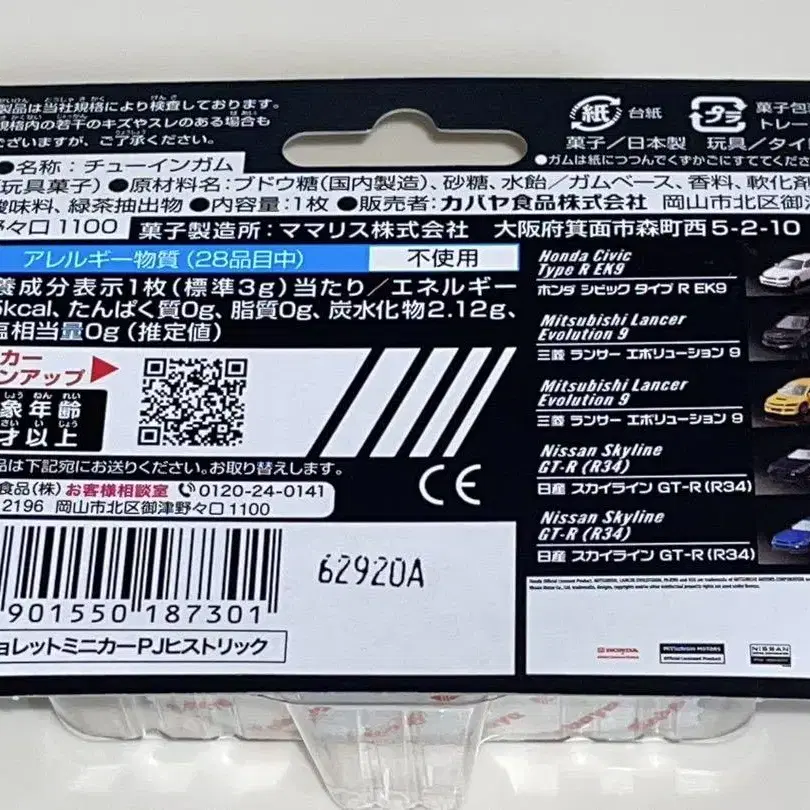 製品は当社規格により検査しております。
規格内の若干のキズやスレのある場合も
ございますが、ご了承ください。
紙 台紙
プラ 菓子包
トレー
菓子/日本製 玩具/タイ
●ガムは紙につつんでくずかごにすててくださ
●名称:チューインガム
玩具菓子)●原材料名:ブドウ糖(国内製造)、砂糖、水飴/ガムベース、香料、軟化剤
酸味料、緑茶抽出物 ●内容量:1枚 ●販売者:カバヤ食品株式会社 岡山市北区御津
野々口1100 菓子製造所:ママリス株式会社 大阪府箕面市森町西5-2-10
アレルギー物質(28品目中) 不使用
養成分表示1枚(標準3g)当たり/エネルギー
kcal、たんぱく質0g、脂質0g、炭水化物2.12g、
塩相当量0g(推定値)
カー
ンアップ
象年齢
才以上
品は下記宛にお送りください。お取り替えします。
食品(株) お客様相談室 0120-24-0141
2196 岡山市北区御津野々口1100
CE
901550 187301
62920A
ョレットミニカーPJヒストリック
Honda Civic
Type R EK9
ホンダ シビック タイプ R EK9
Mitsubishi Lancer
Evolution 9
三菱 ランサー エボリューション 9
Mitsubishi Lancer
Evolution 9
三菱 ランサー エボリューション 9
Nissan Skyline
GT-R (R34)
日産 スカイライン GT-R (R34)
Nissan Skyline
GT-R (R34)
日産 スカイライン GT-R (R34)
HONDA
MITSUBISHI MOTORS
Official Licensed Product
NISSAN